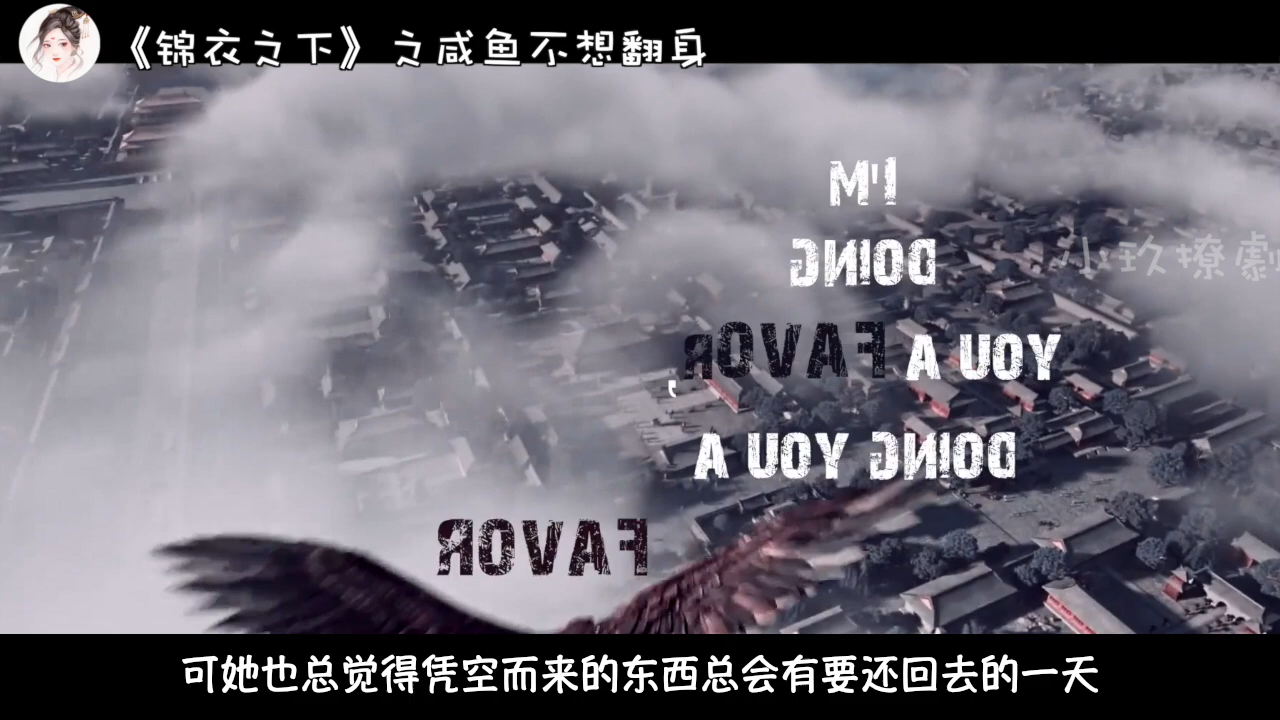 《锦衣之下》之咸鱼不想翻身
I'M
DOING
YOU A FAVOR,
DOING YOU A
FAVOR
小玖撩劇
可她也总觉得凭空而来的东西总会有要还回去的一天